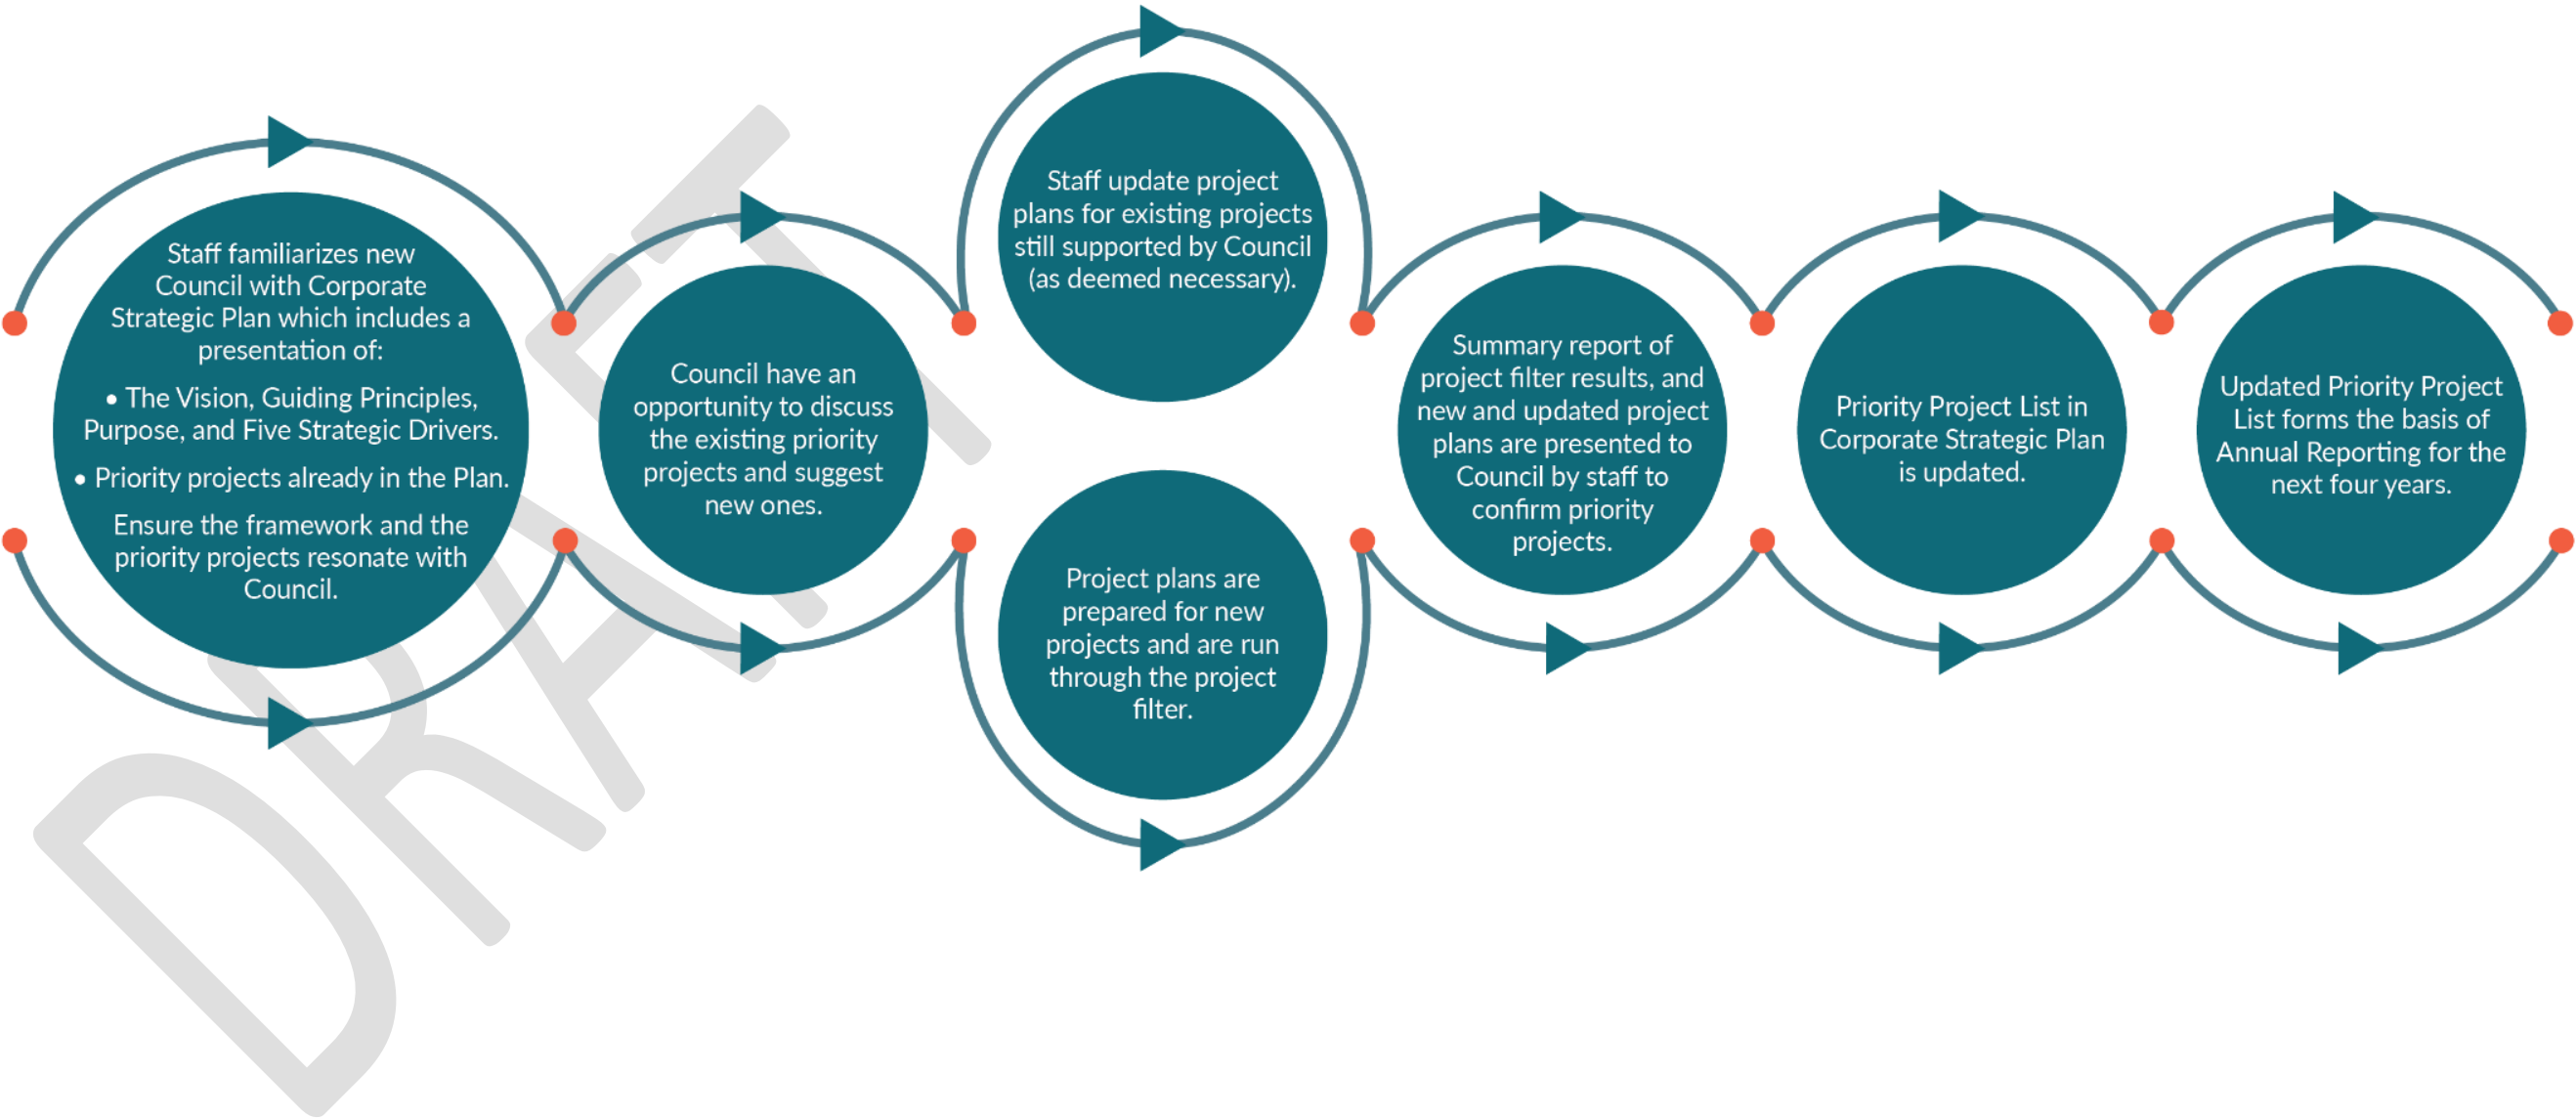 Staff familiarizes new
Council with Corporate
Strategic Plan which includes a
presentation of:
• The Vision, Guiding Principles,
Purpose, and Five Strategic Drivers.
• Priority projects already in the Plan.
Ensure the framework and the
priority projects resonate with
Council.
Council have an
opportunity to discuss
the existing priority
projects and suggest
new ones.
Staff update project
plans for existing projects
still supported by Council
(as deemed necessary).
Project plans are
prepared for new
projects and are run
through the project
filter.
Summary report of
project filter results, and
new and updated project
plans are presented to
Council by staff to
confirm priority
projects.
Priority Project List in
Corporate Strategic Plan
is updated.
Updated Priority Project
List forms the basis of
Annual Reporting for the
next four years.
DRAFT